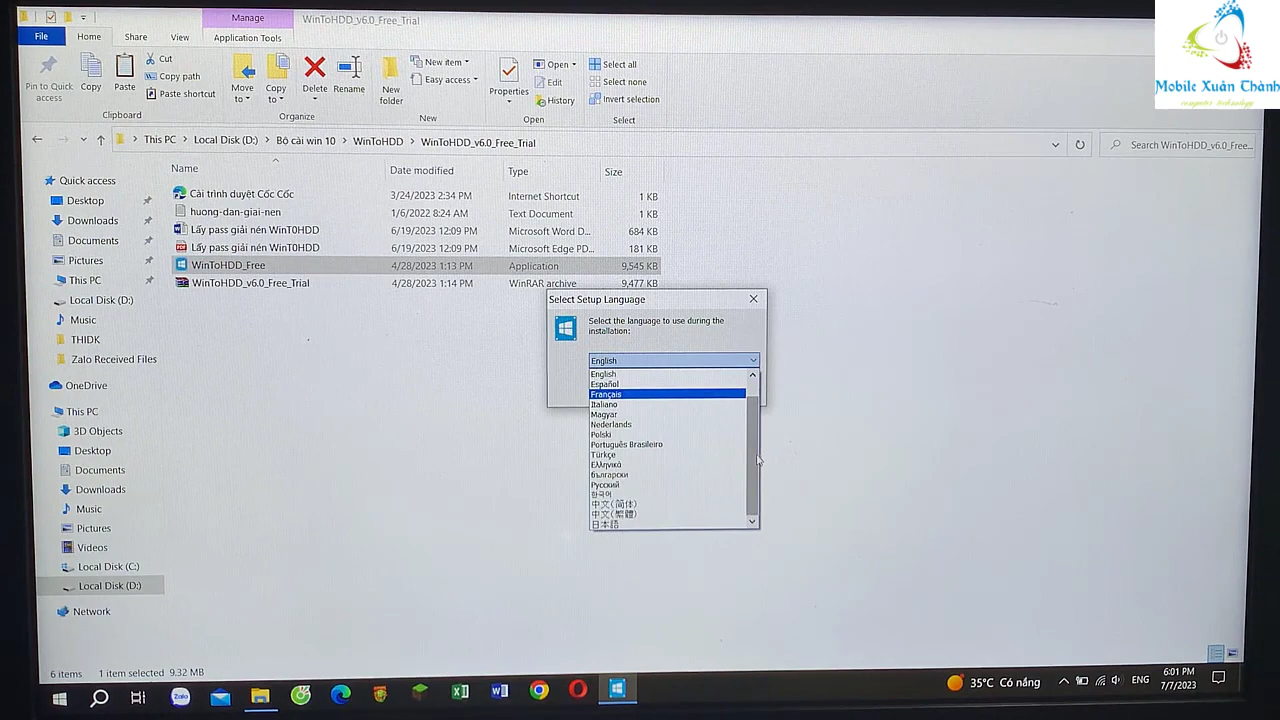 Manage
WinToHDD_v6.0_Free_Trial
File
Home
Share
View
Application Tools
Pin to Quick access
Copy
Paste
Cut
Copy path
Paste shortcut
Move to
Copy to
Delete
Rename
New folder
New item
Easy access
Properties
Open
Edit
History
Select all
Select none
Invert selection
Clipboard
Organize
New
Open
Select
This PC > Local Disk (D:) > Bộ cài win 10 > WinToHDD > WinToHDD_v6.0_Free_Trial
Search WinToHDD_v6.0_Free...
Name
Date modified
Type
Size
Cài trình duyệt Cốc Cốc 3/24/2023 2:34 PM Internet Shortcut 1 KB
huong-dan-giai-nen 1/6/2022 8:24 AM Text Document 1 KB
Lấy pass giải nén WinT0HDD 6/19/2023 12:09 PM Microsoft Word D... 684 KB
Lấy pass giải nén WinT0HDD 6/19/2023 12:09 PM Microsoft Edge PD... 181 KB
WinToHDD_Free 4/28/2023 1:13 PM Application 9,545 KB
WinToHDD_v6.0_Free_Trial 4/28/2023 1:14 PM WinRAR archive 9,477 KB
Quick access
Desktop
Downloads
Documents
Pictures
This PC
Local Disk (D:)
Music
THIDK
Zalo Received Files
OneDrive
This PC
3D Objects
Desktop
Documents
Downloads
Music
Pictures
Videos
Local Disk (C:)
Local Disk (D:)
Network
Select Setup Language
Select the language to use during the
installation:
English
English
Español
Français
Italiano
Magyar
Nederlands
Polski
Português Brasileiro
Türkçe
Ελληνικά
български
Русский
한국어
中文(简体)
中文(繁體)
日本語
6 items 1 item selected 9.32 MB
Zalo
35°C Có nắng
ENG
6:01 PM
7/7/2023
Mobile Xuân Thành
computer technology